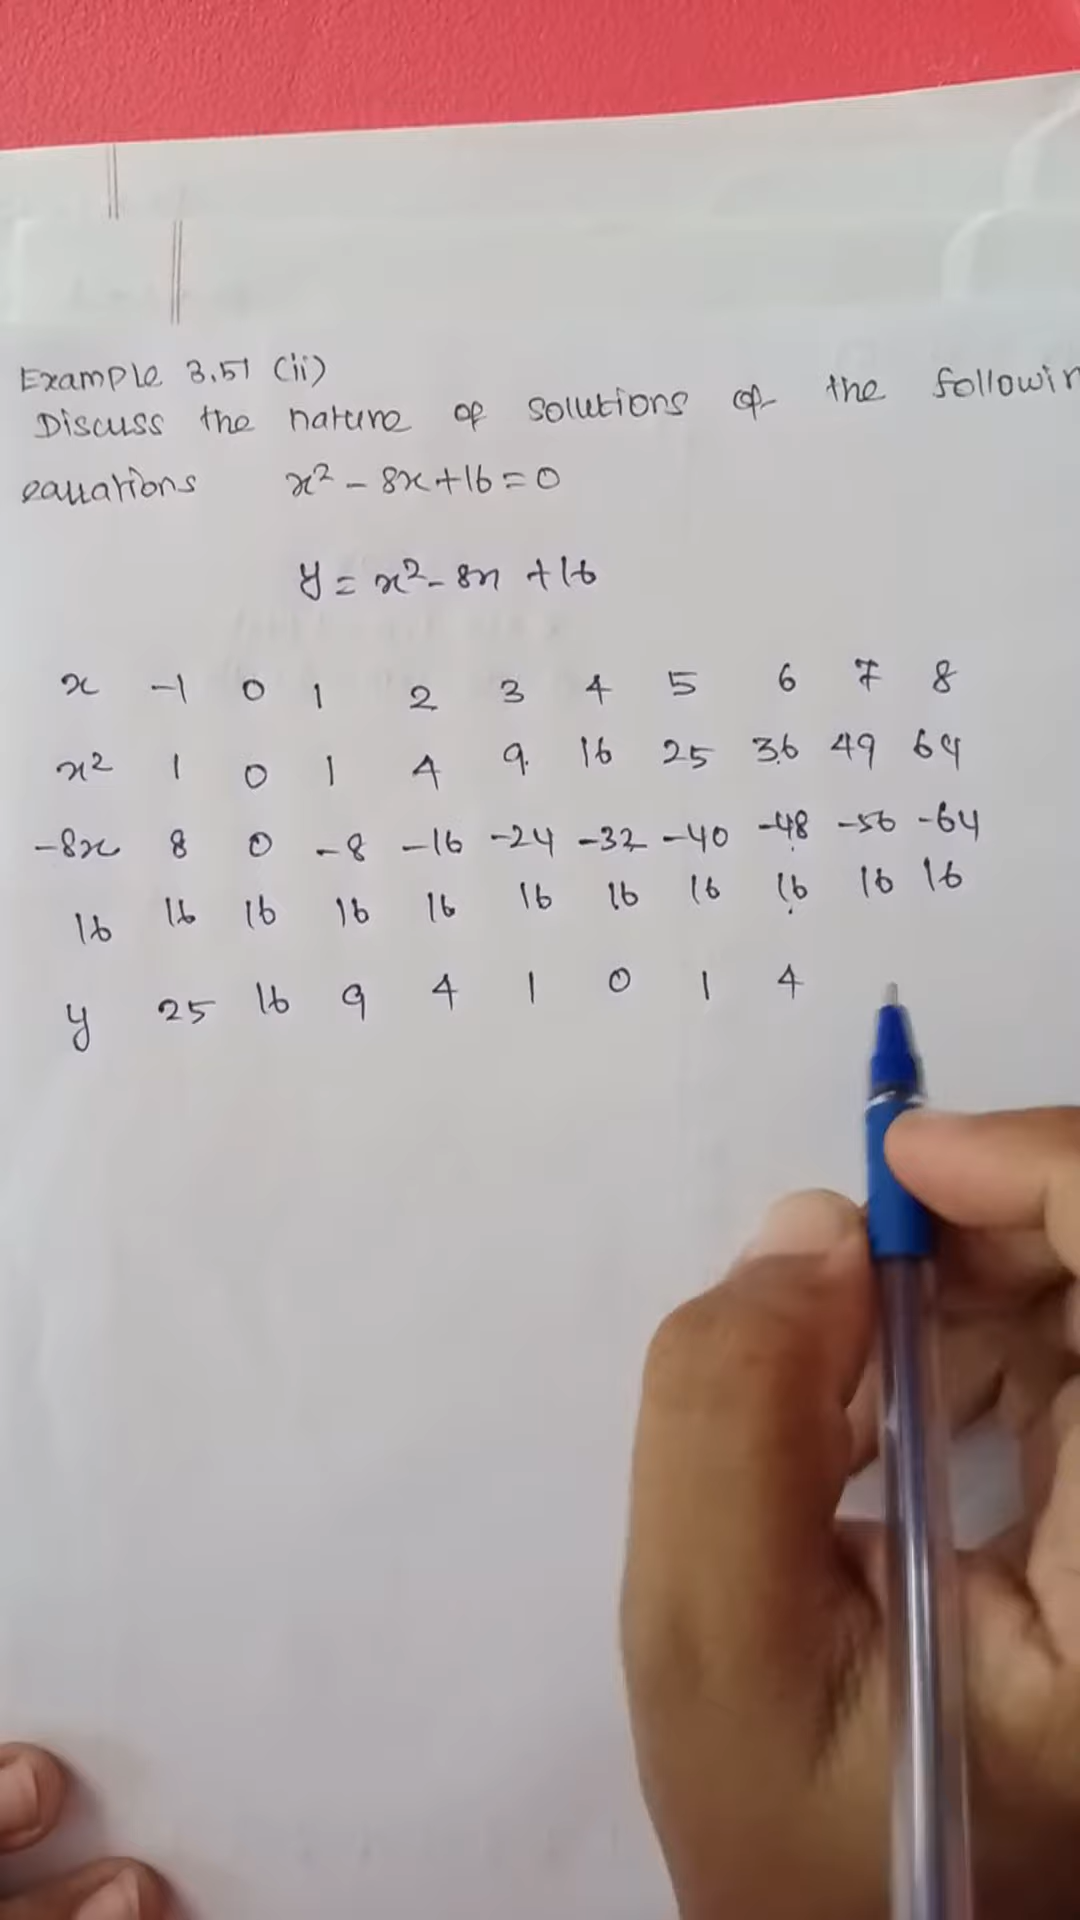 Example 3.51 (ii)
Discuss the nature of solutions of the followin
equations x² - 8x + 16 = 0
y = x² - 8x + 16
x -1 0 1 2 3 4 5 6 7 8
x² 1 0 1 4 9 16 25 36 49 64
-8x 8 0 -8 -16 -24 -32 -40 -48 -56 -64
16 16 16 16 16 16 16 16 16 16 16
y 25 16 9 4 1 0 1 4